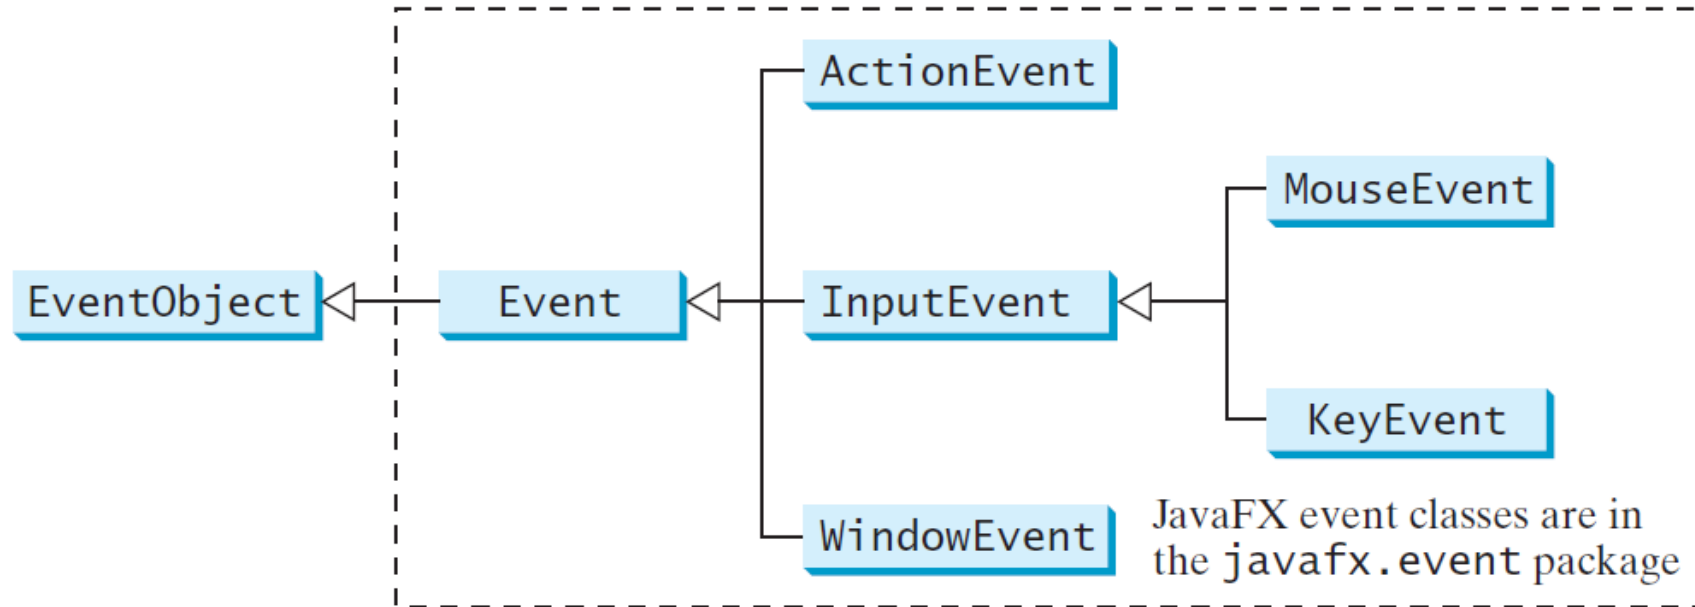 ActionEvent
MouseEvent
EventObject
Event
InputEvent
KeyEvent
WindowEvent
JavaFX event classes are in
the javafx.event package